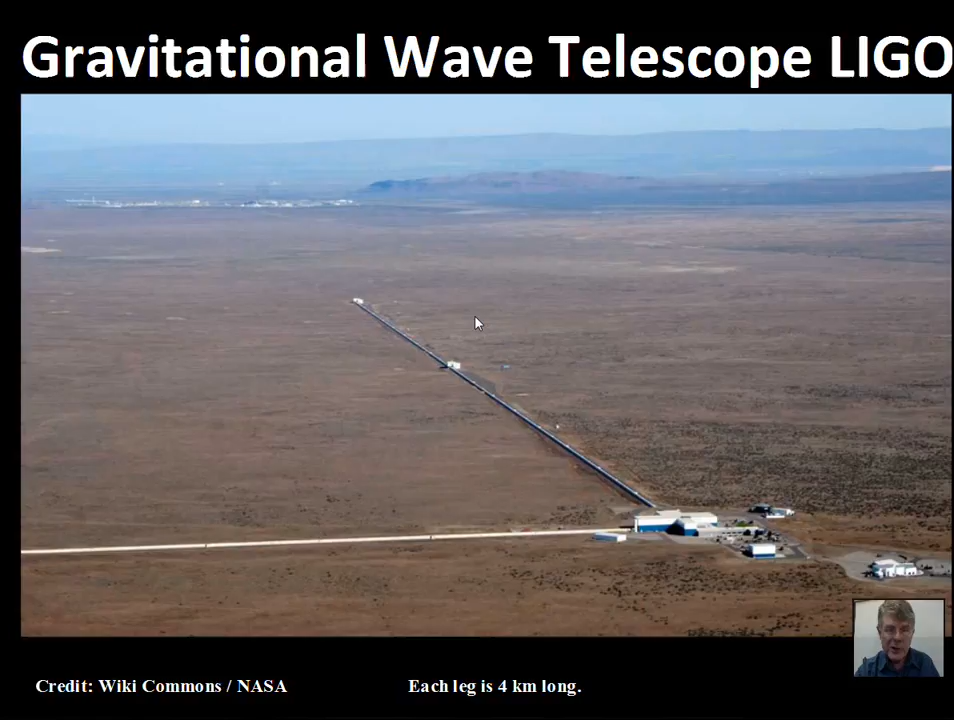 Gravitational Wave Telescope LIGO
Credit: Wiki Commons / NASA
Each leg is 4 km long.